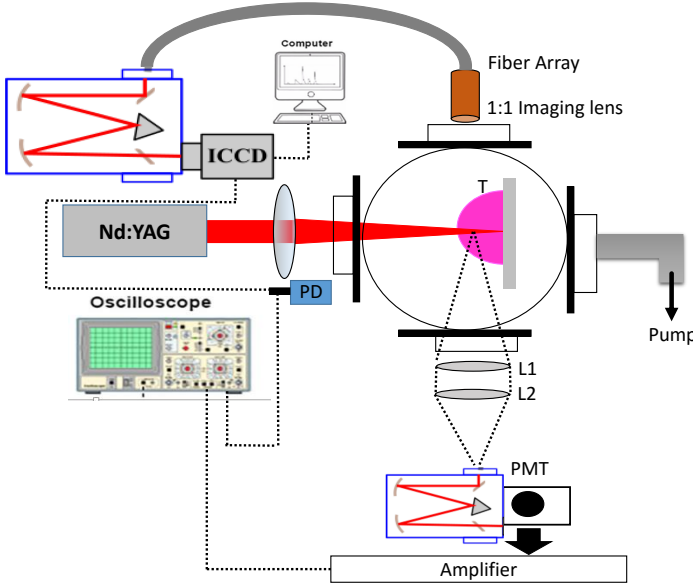 Computer
Fiber Array
1:1 Imaging lens
ICCD
T
Nd:YAG
PD
Oscilloscope
Pump
L1
L2
PMT
Amplifier